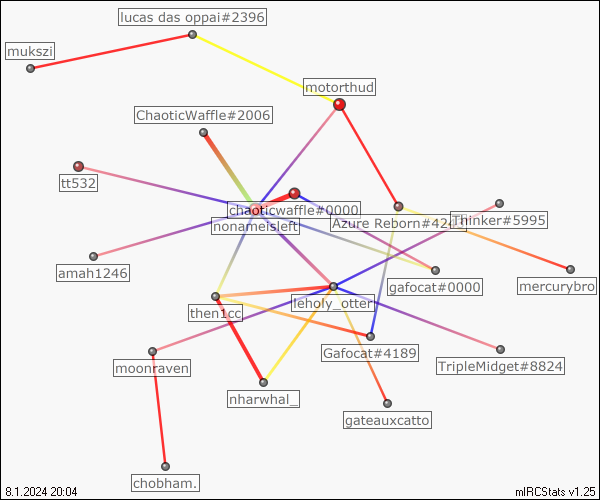 lucas das oppai#2396
mukszi
motorthud
ChaoticWaffle#2006
tt532
chaoticwaffle#0000
Thinker#5995
Azure Reborn#424
nonameisleft
amah1246
gafocat#0000
mercurybro
leholy_otter
then1cc
Gafocat#4189
moonraven
TripleMidget#8824
nharwhal_
gateauxcatto
chobham.
8.1.2024 20:04
mIRCStats v1.25